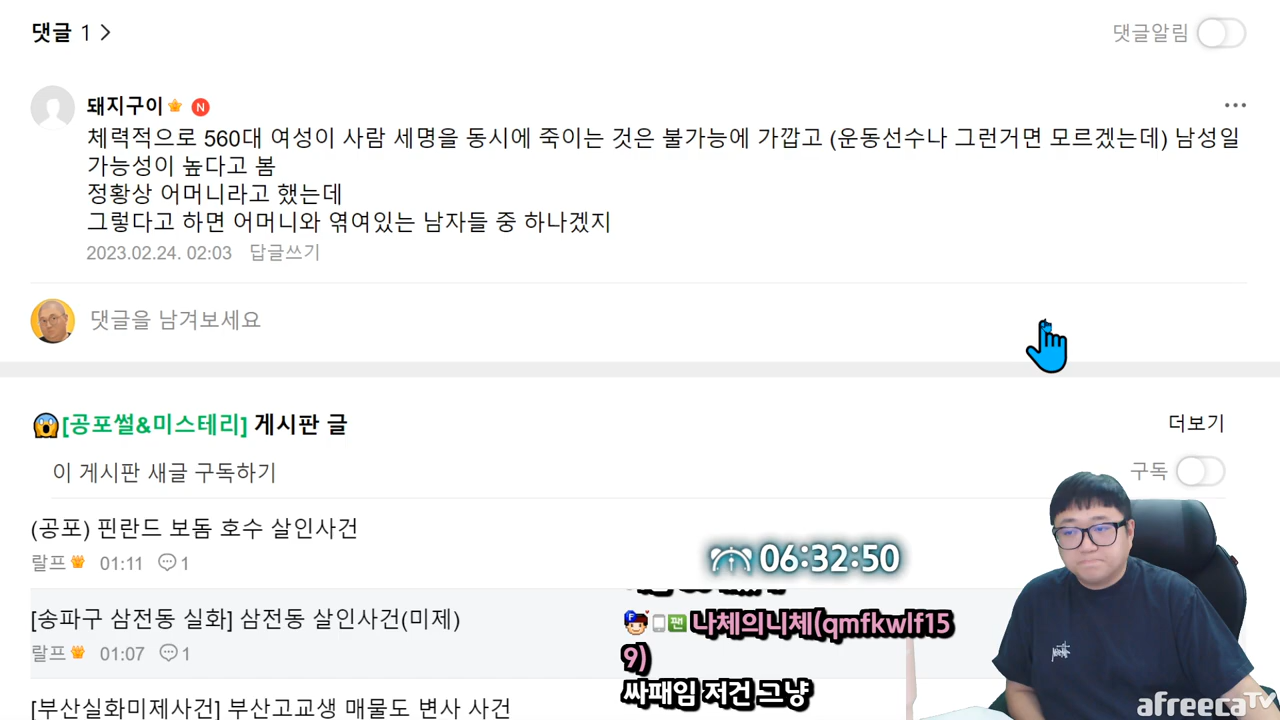 댓글 1
댓글알림
돼지구이 N
체력적으로 560대 여성이 사람 세명을 동시에 죽이는 것은 불가능에 가깝고 (운동선수나 그런거면 모르겠는데) 남성일
가능성이 높다고 봄
정황상 어머니라고 했는데
그렇다고 하면 어머니와 엮여있는 남자들 중 하나겠지
2023.02.24. 02:03 답글쓰기
댓글을 남겨보세요
[공포썰&미스테리] 게시판 글
더보기
이 게시판 새글 구독하기
구독
(공포) 핀란드 보돔 호수 살인사건
랄프 01:11 1
06:32:50
[송파구 삼전동 실화] 삼전동 살인사건(미제)
F 팬 나체의니체(qmfkwlf15
9)
랄프 01:07 1
싸패임 저건 그냥
[부산실화미제사건] 부산고교생 매물도 변사 사건
afreecaTV